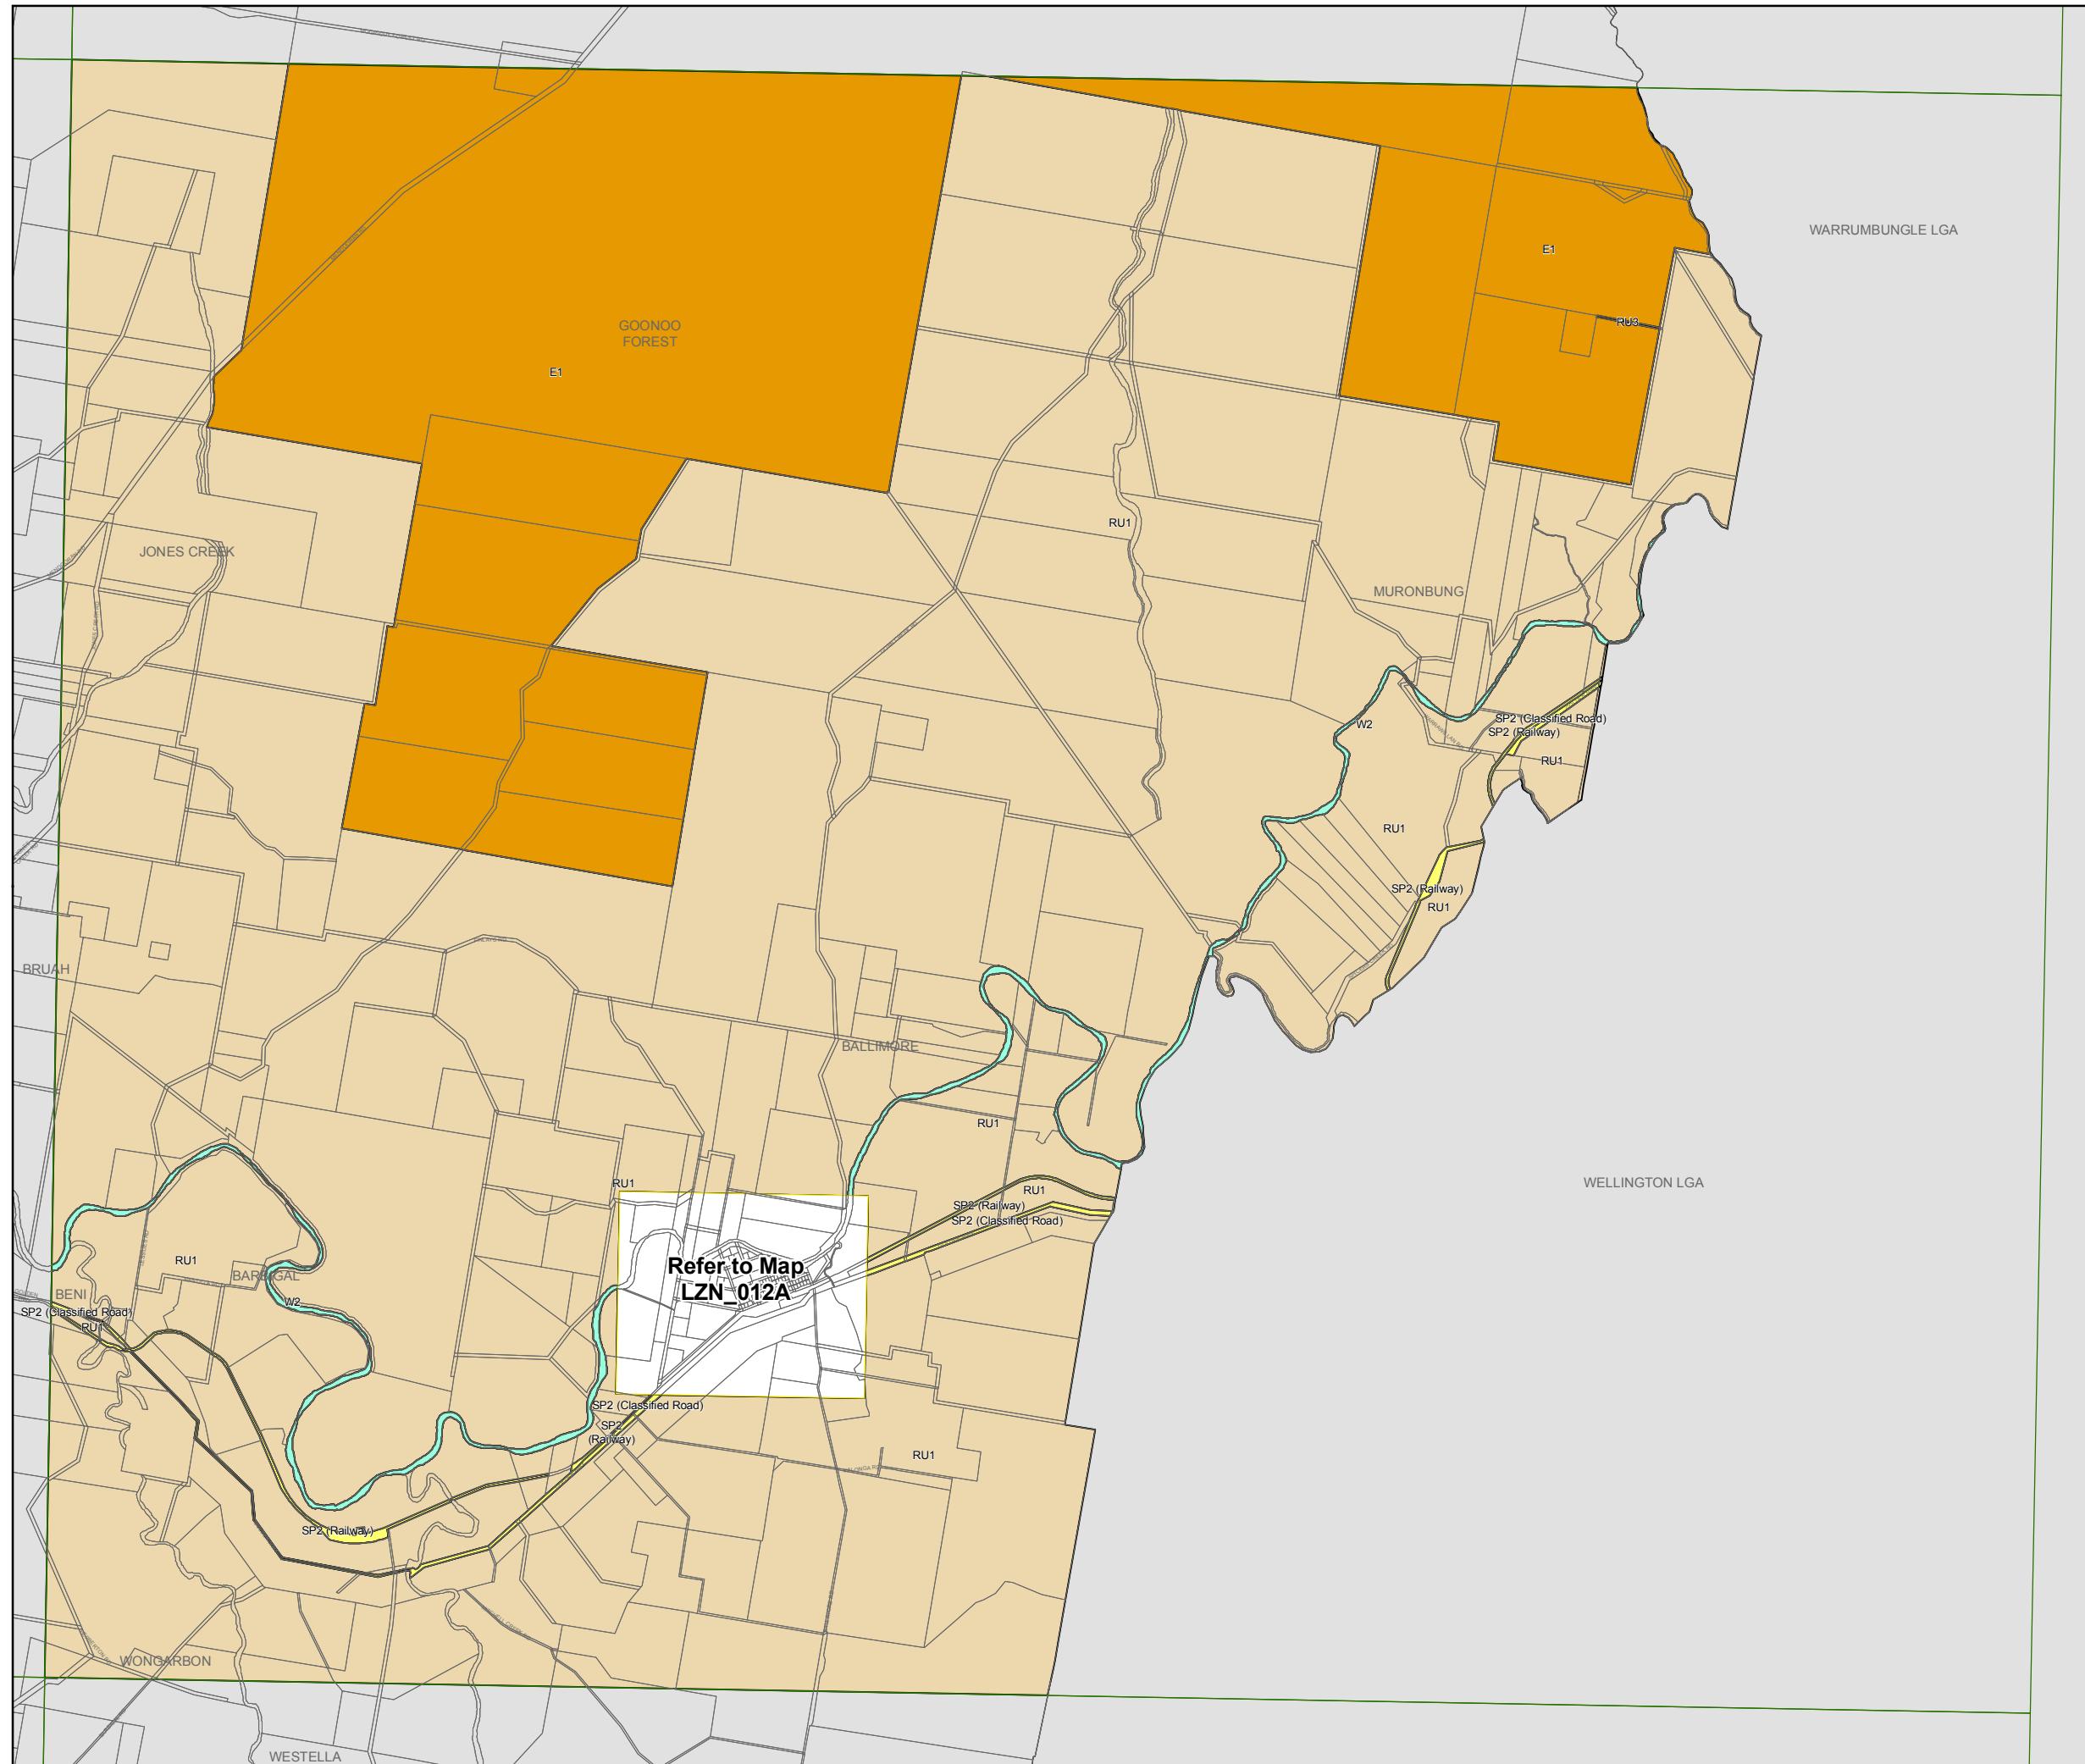 WARRUMBUNGLE LGA
E1
RU3
GOONOO
FOREST
E1
RU1
JONES CREEK
MURONBUNG
W2
SP2 (Classified Road)
SP2 (Railway)
RU1
RU1
SP2 (Railway)
RU1
BRUAH
BALLIMORE
RU1
RU1
WELLINGTON LGA
RU1
SP2 (Railway)
SP2 (Classified Road)
RU1
BARBIGAL
BENI
W2
SP2 (Classified Road)
RU1
Refer to Map
LZN_012A
SP2 (Classified Road)
SP2
(Railway)
RU1
SP2 (Railway)
WONGARBON
WESTELLA